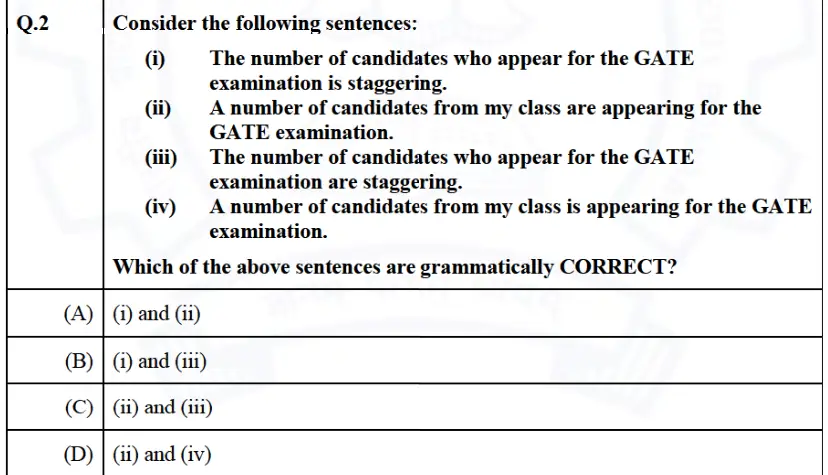 Q.2 Consider the following sentences:
(i) The number of candidates who appear for the GATE
examination is staggering.
(ii) A number of candidates from my class are appearing for the
GATE examination.
(iii) The number of candidates who appear for the GATE
examination are staggering.
(iv) A number of candidates from my class is appearing for the GATE
examination.
Which of the above sentences are grammatically CORRECT?
(A) (i) and (ii)
(B) (i) and (iii)
(C) (ii) and (iii)
(D) (ii) and (iv)